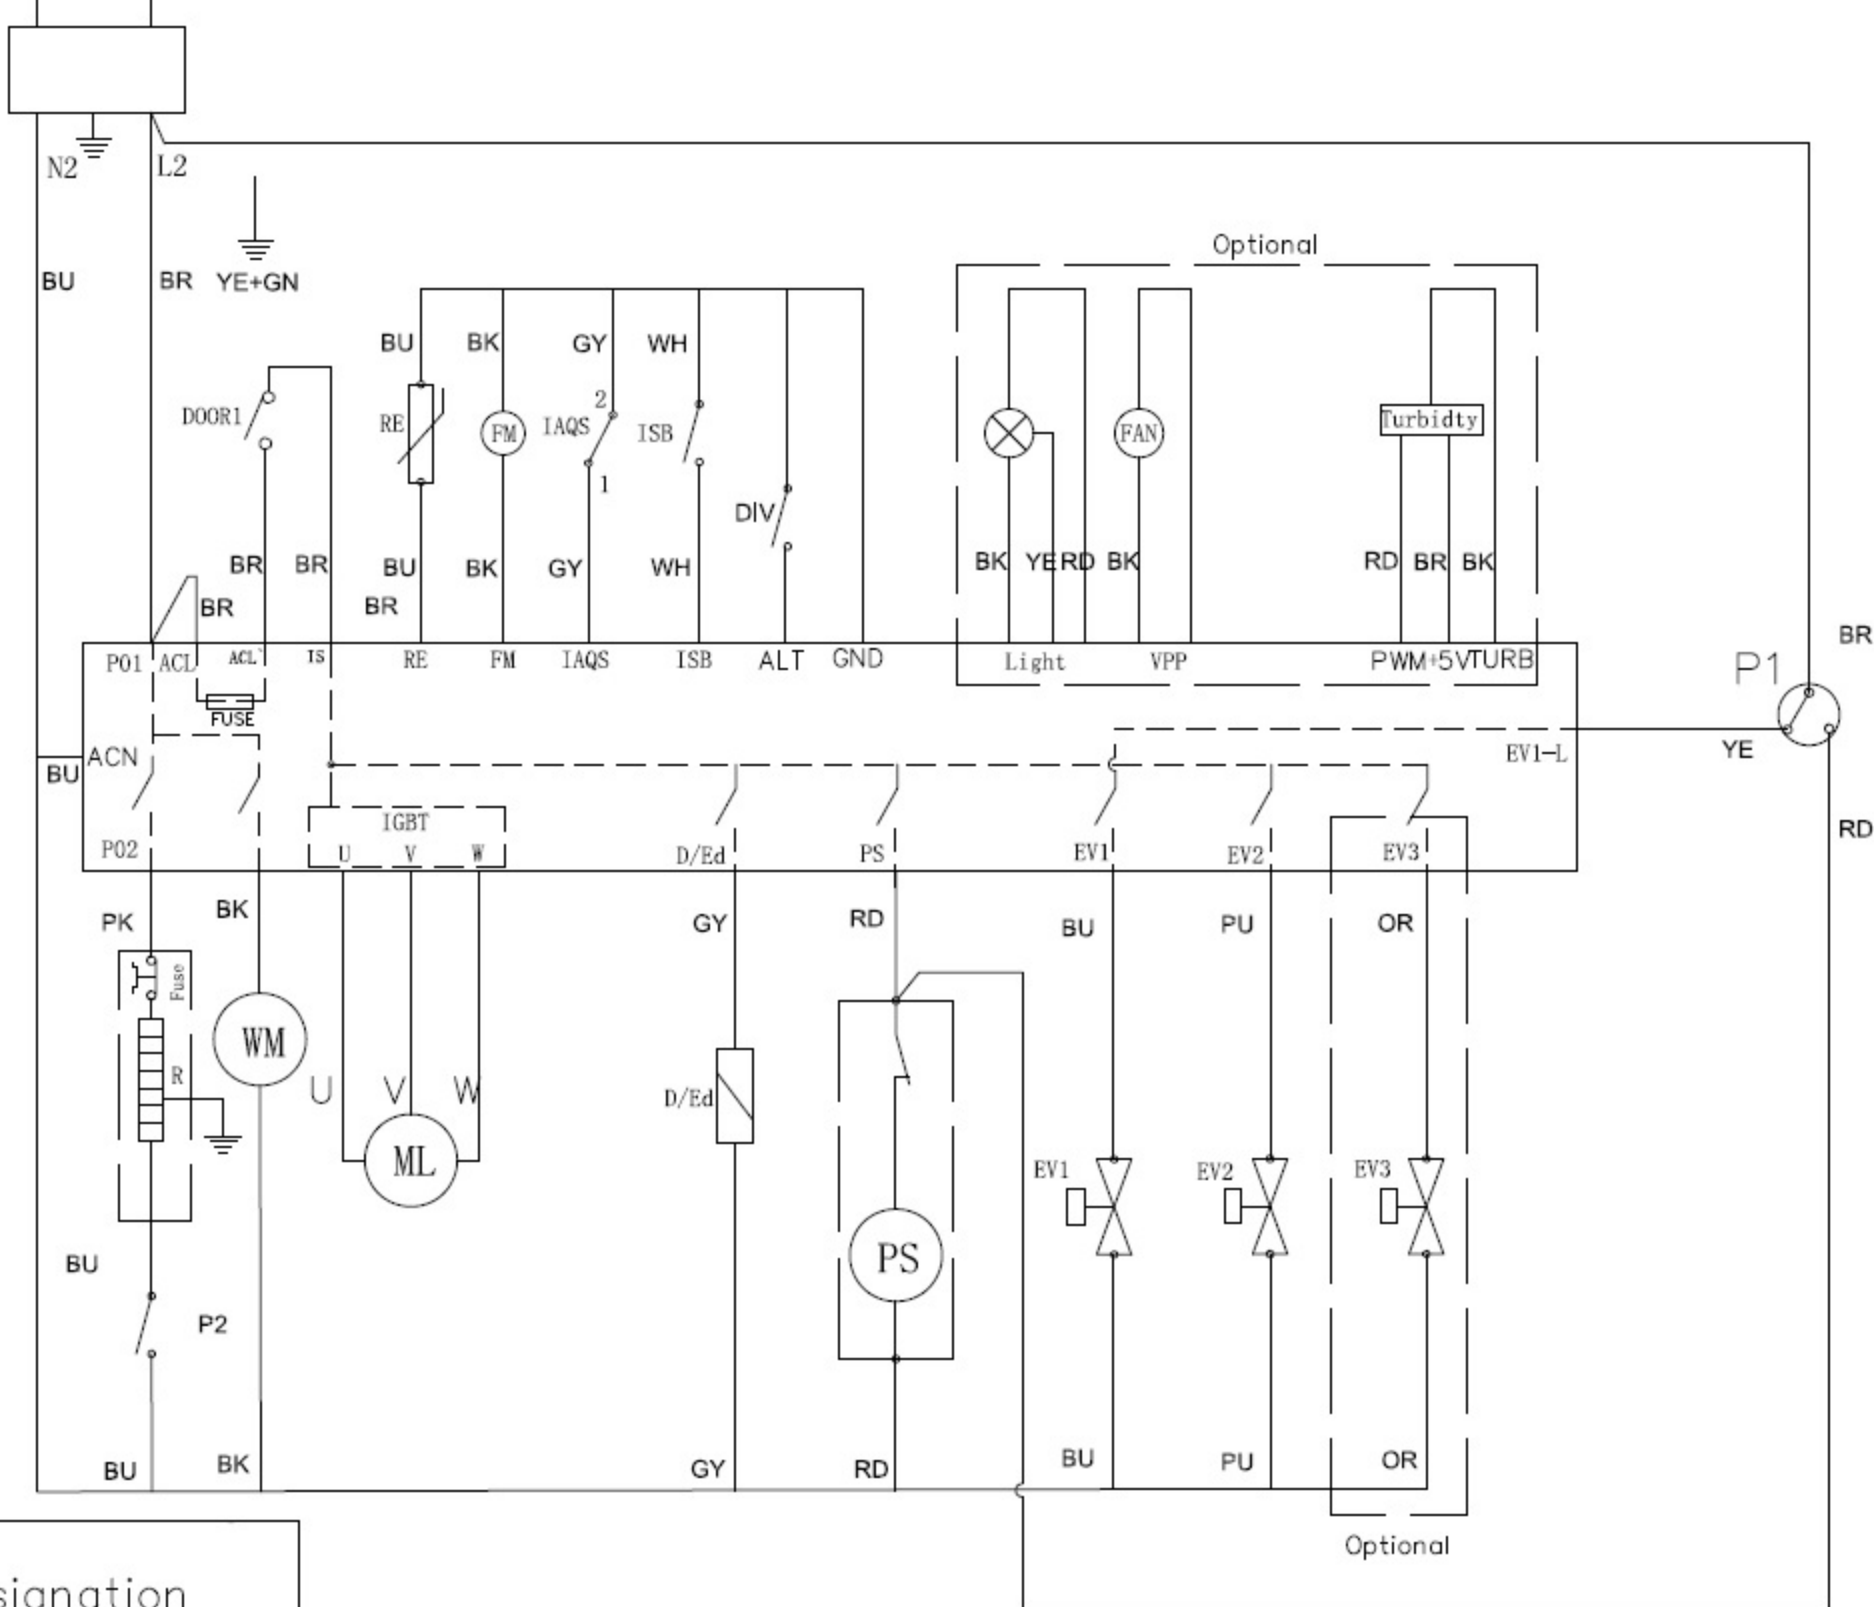 N2 L2
Optional
BU BR YE+GN
BU BK GY WH
2
DOOR1 RE FM IAQS ISB FAN Turbidty
1
DIV
BR BR BU BK GY WH BK YE RD BK RD BR BK
BR BR
BR
P01 ACL ACL` IS RE FM IAQS ISB ALT GND Light VPP PWM+5VTURB P1
FUSE
ACN EV1-L YE
BU
IGBT RD
P02 U V W D/Ed PS EV1 EV2 EV3
PK BK GY RD BU PU OR
Fuse
WM
R U V W D/Ed
ML EV1 EV2 EV3
BU PS
P2
BU BK GY RD BU PU OR
Optional
signation